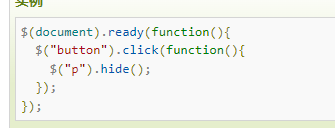 实例
$(document).ready(function(){
  $("button").click(function(){
    $("p").hide();
  });
});